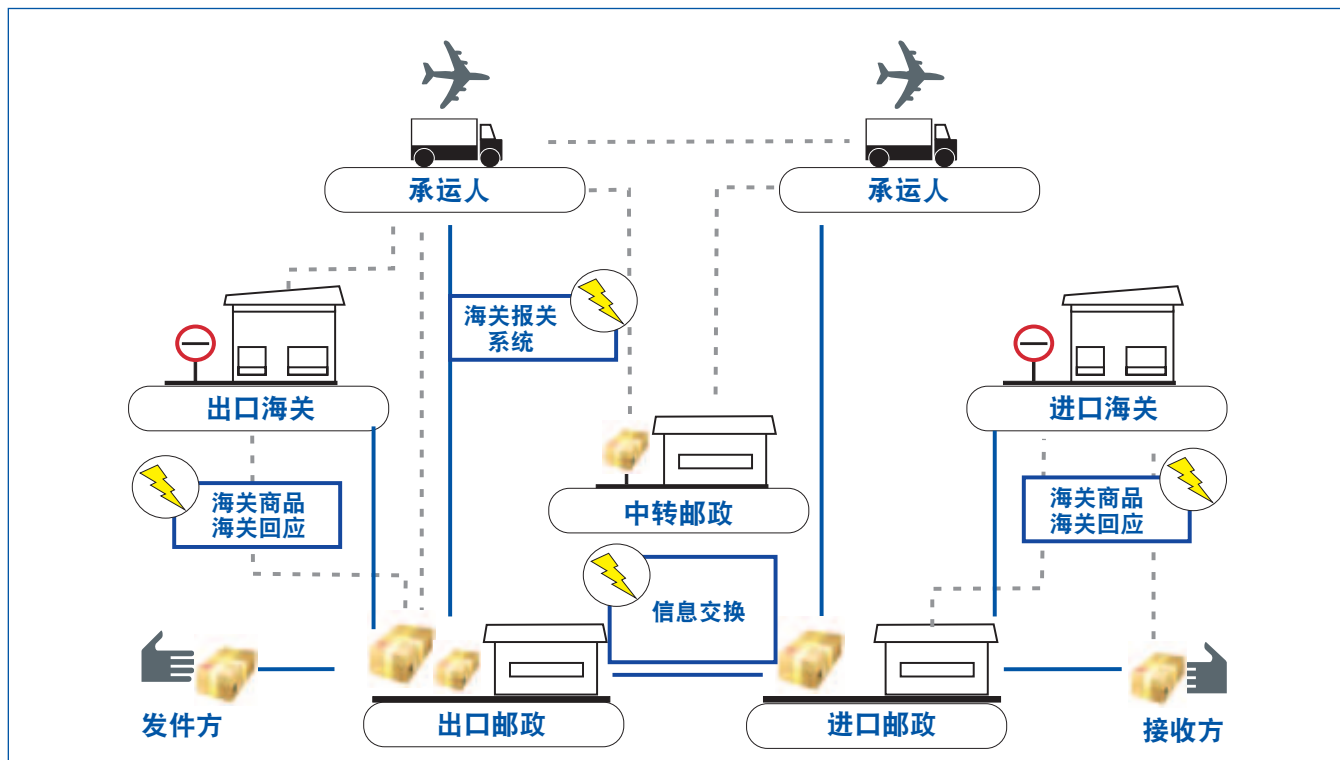 承运人
承运人
海关报关
系统
出口海关
进口海关
海关商品
海关回应
中转邮政
海关商品
海关回应
信息交换
发件方
出口邮政
进口邮政
接收方